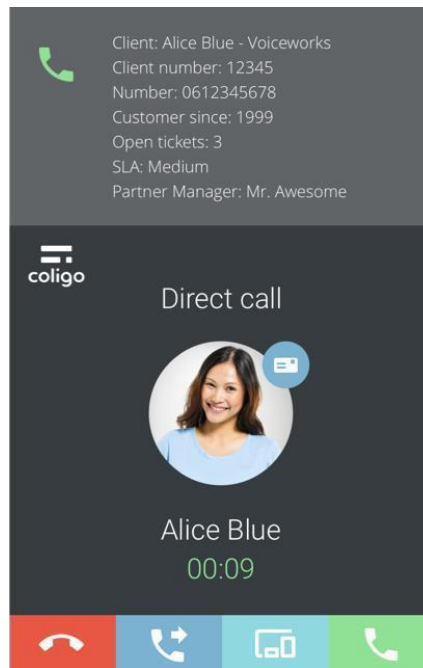 Client: Alice Blue - Voiceworks
Client number: 12345
Number: 0612345678
Customer since: 1999
Open tickets: 3
SLA: Medium
Partner Manager: Mr. Awesome
coligo
Direct call
Alice Blue
00:09